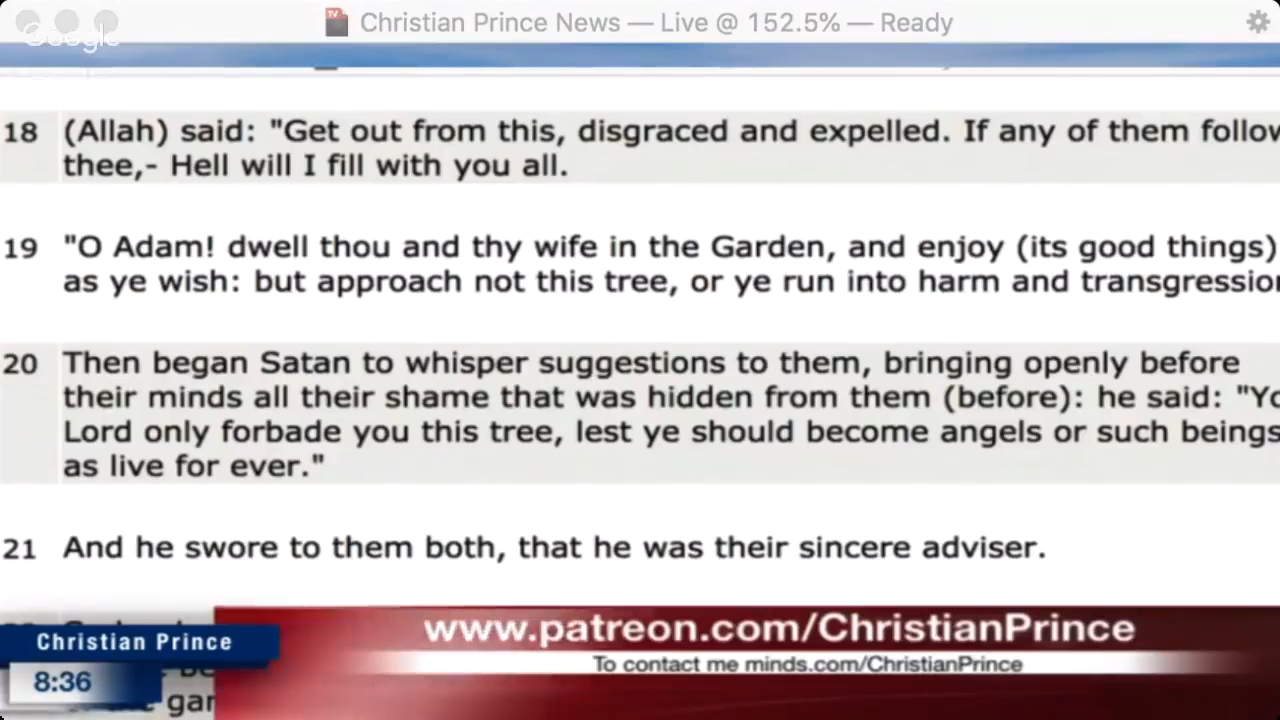 Christian Prince News — Live @ 152.5% — Ready
Google
18 (Allah) said: "Get out from this, disgraced and expelled. If any of them follow
thee,- Hell will I fill with you all.
19 "O Adam! dwell thou and thy wife in the Garden, and enjoy (its good things)
as ye wish: but approach not this tree, or ye run into harm and transgression
20 Then began Satan to whisper suggestions to them, bringing openly before
their minds all their shame that was hidden from them (before): he said: "Yo
Lord only forbade you this tree, lest ye should become angels or such beings
as live for ever."
21 And he swore to them both, that he was their sincere adviser.
www.patreon.com/ChristianPrince
Christian Prince
To contact me minds.com/ChristianPrince
8:36
gar